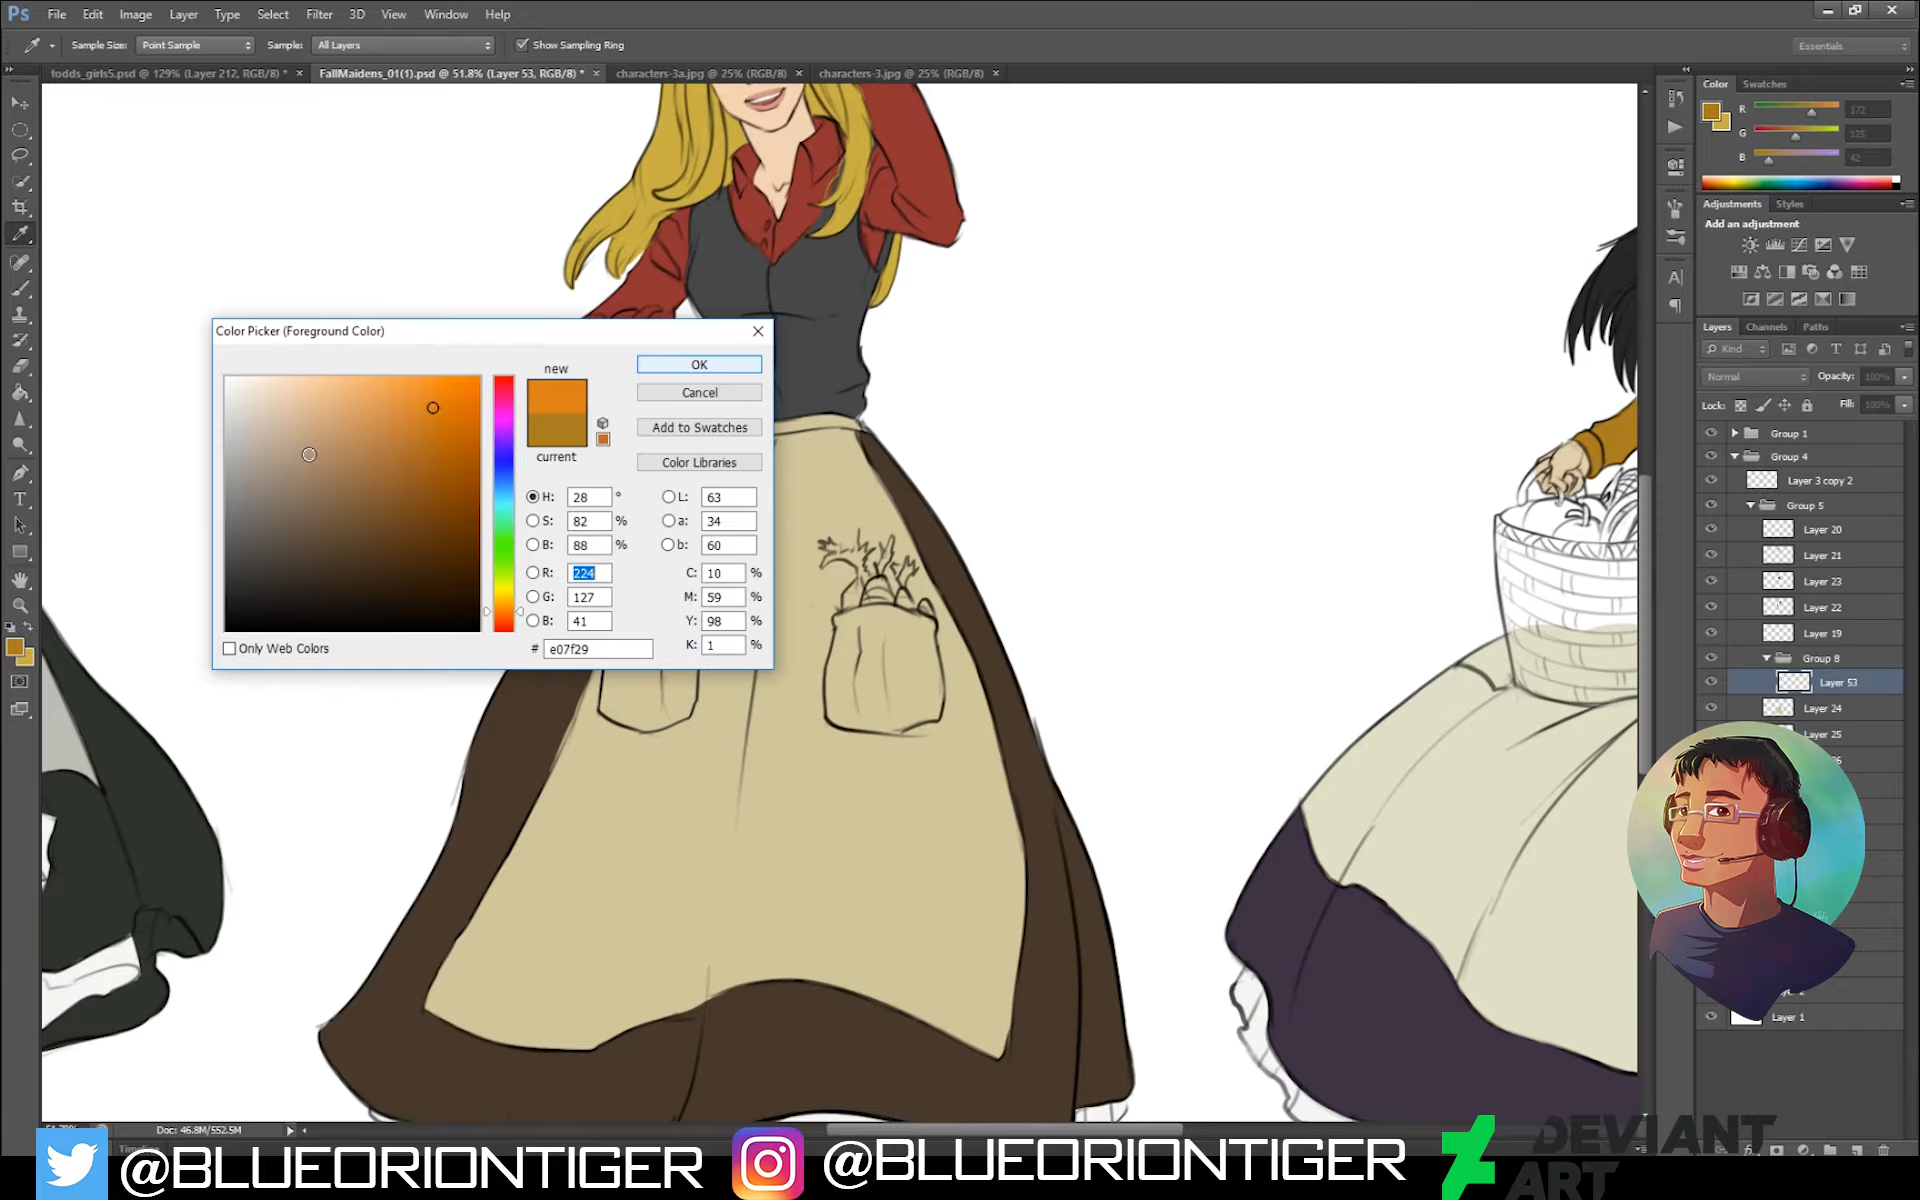 Ps File Edit Image Layer Type Select Filter 3D View Window Help
Sample Size: Point Sample Sample: All Layers Show Sampling Ring Essentials
todds_girls5.psd @ 129% (Layer 212, RGB/8) * × FallMaidens_01(1).psd @ 51.8% (Layer 53, RGB/8) * × characters-3a.jpg @ 25% (RGB/8) × characters-3.jpg @ 25% (RGB/8) ×
Color Swatches
R 172
G 125
B 42
Adjustments Styles
Add an adjustment
Layers Channels Paths
Kind
Normal Opacity: 100%
Lock: Fill: 100%
Group 1
Group 4
Layer 3 copy 2
Group 5
Layer 20
Layer 21
Layer 23
Layer 22
Layer 19
Group 8
Layer 53
Layer 24
Layer 25
Layer 1
Color Picker (Foreground Color)
new
current
OK
Cancel
Add to Swatches
Color Libraries
H: 28 ° L: 63
S: 82 % a: 34
B: 88 % b: 60
R: 224 C: 10 %
G: 127 M: 59 %
B: 41 Y: 98 %
# e07f29 K: 1 %
Only Web Colors
Doc: 46.8M/552.5M
Timeline
@BLUEORIONTIGER @BLUEORIONTIGER
DEVIANT
ART